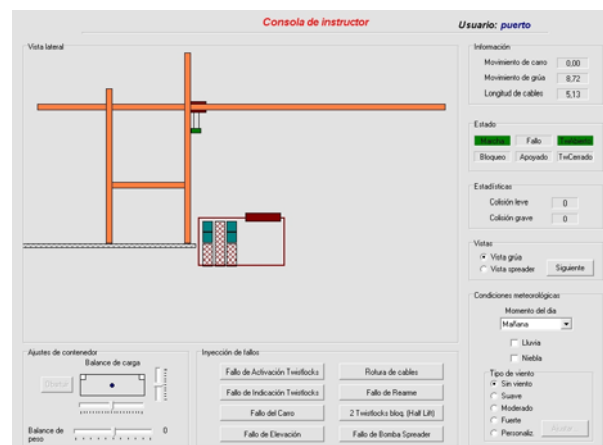 Consola de instructor
Usuario: puerto
Vista lateral
Información
Movimiento de carro 0,00
Movimiento de grúa 8,72
Longitud de cables 5,13
Estado
Marcha Fallo TwAbierto
Bloqueo Apoyado TwCerrado
Estadísticas
Colisión leve 0
Colisión grave 0
Vistas
Vista grúa
Vista spreader
Siguiente
Condiciones meteorológicas
Momento del dia
Mañana
Lluvia
Niebla
Tipo de viento
Sin viento
Suave
Moderado
Fuerte
Personaliz.
Ajustar...
Ajustes de contenedor
Balance de carga
Balance de peso 0
Inyección de fallos
Fallo de Activación Twistlocks
Rotura de cables
Fallo de Indicación Twistlocks
Fallo de Rearme
Fallo del Carro
2 Twistlocks bloq. (Half Lift)
Fallo de Elevación
Fallo de Bomba Spreader